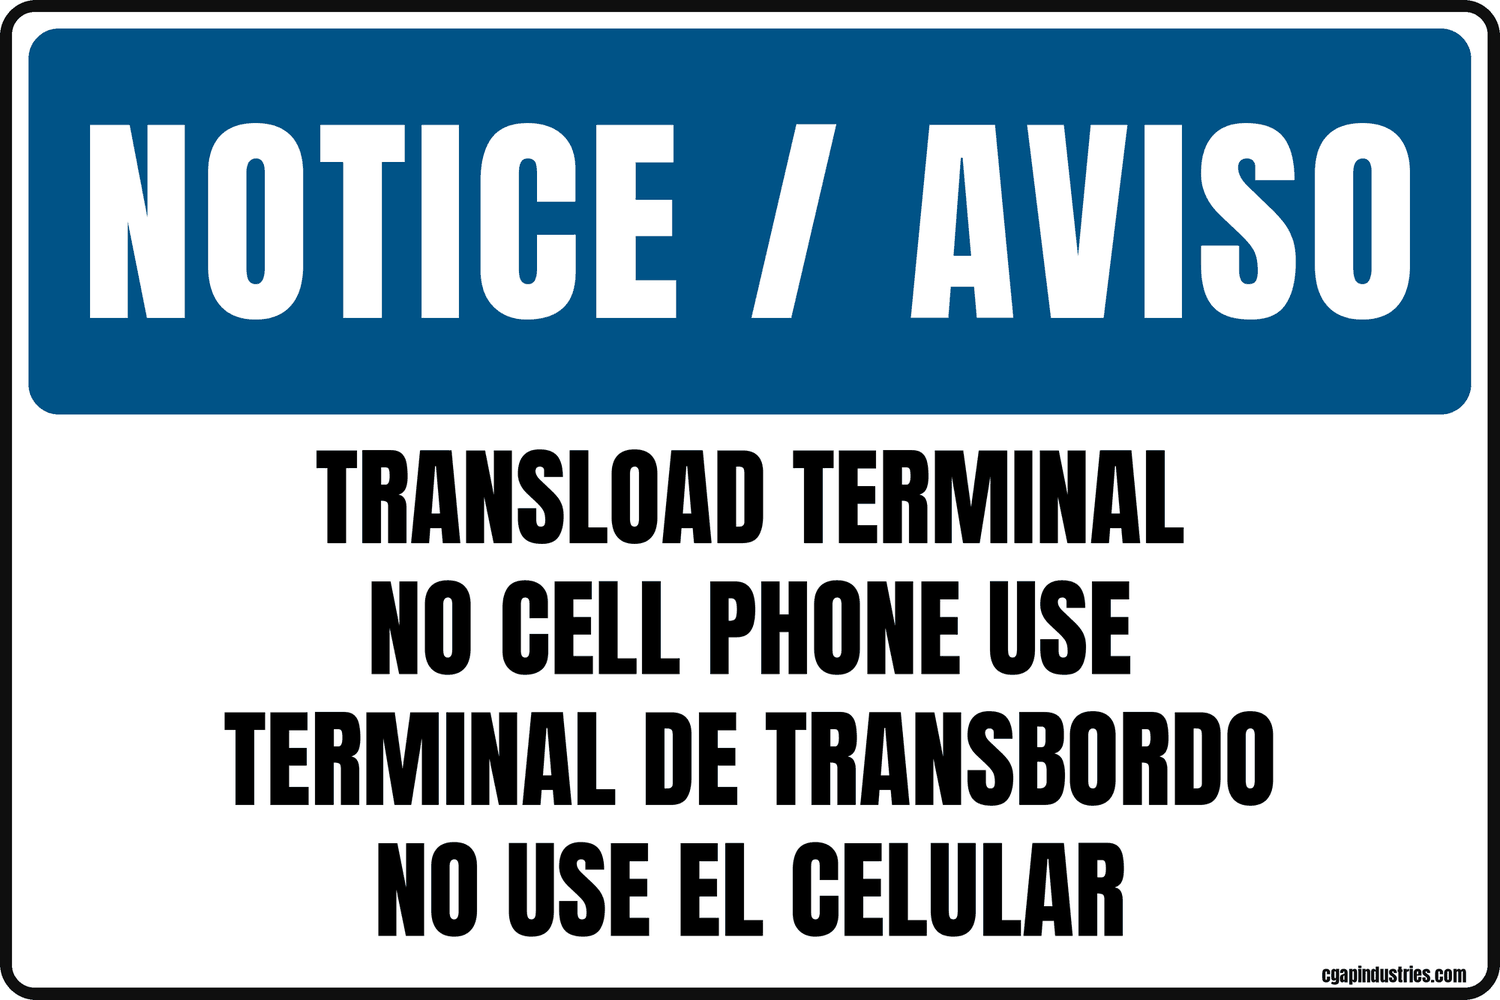 NOTICE / AVISO
TRANSLOAD TERMINAL
NO CELL PHONE USE
TERMINAL DE TRANSBORDO
NO USE EL CELULAR
cgapindustries.com